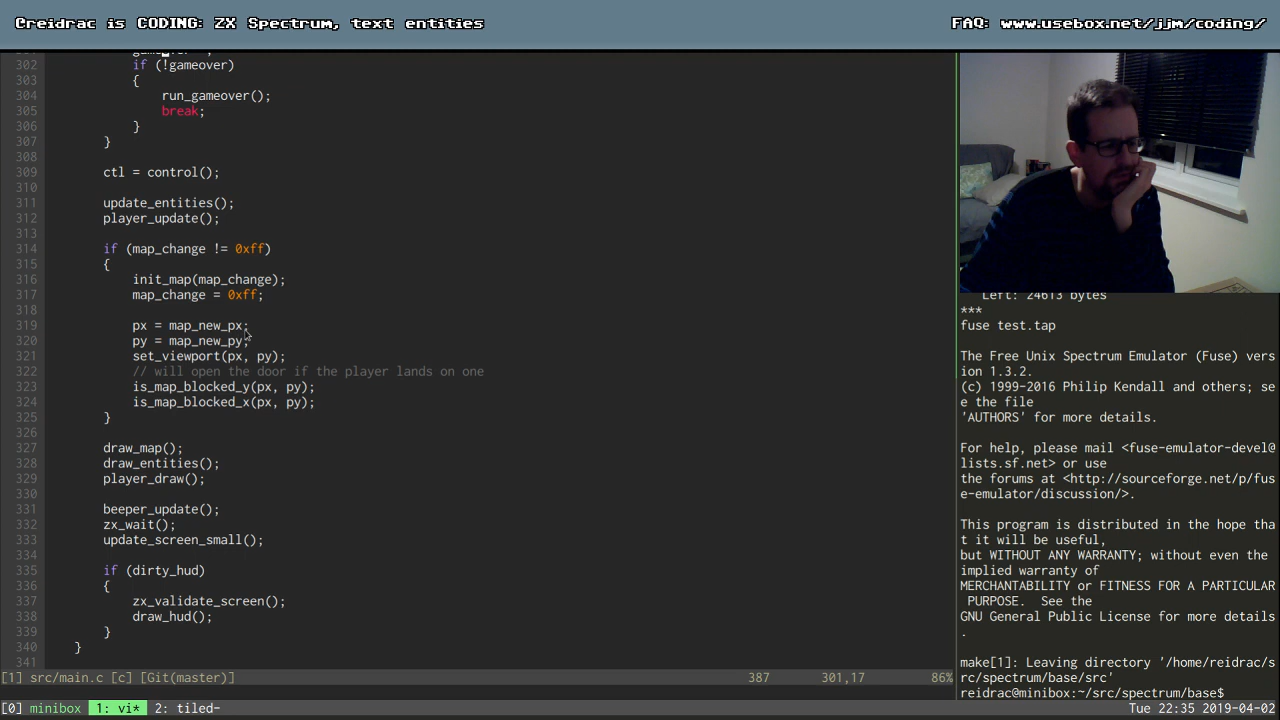 Creidrac is CODING: ZX Spectrum, text entities
FAQ: www.usebox.net/jjm/coding/
302 if (!gameover)
303 {
304 run_gameover();
305 break;
306 }
307 }
308
309 ctl = control();
310
311 update_entities();
312 player_update();
313
314 if (map_change != 0xff)
315 {
316 init_map(map_change);
317 map_change = 0xff;
318
319 px = map_new_px;
320 py = map_new_py;
321 set_viewport(px, py);
322 // will open the door if the player lands on one
323 is_map_blocked_y(px, py);
324 is_map_blocked_x(px, py);
325 }
326
327 draw_map();
328 draw_entities();
329 player_draw();
330
331 beeper_update();
332 zx_wait();
333 update_screen_small();
334
335 if (dirty_hud)
336 {
337 zx_validate_screen();
338 draw_hud();
339 }
340 }
341
[1] src/main.c [c] [Git(master)] 387 301,17 86%
Left: 24613 bytes
***
fuse test.tap

The Free Unix Spectrum Emulator (Fuse) vers
ion 1.3.2.
(c) 1999-2016 Philip Kendall and others; se
e the file
'AUTHORS' for more details.

For help, please mail <fuse-emulator-devel@
lists.sf.net> or use
the forums at <http://sourceforge.net/p/fus
e-emulator/discussion/>.

This program is distributed in the hope tha
t it will be useful,
but WITHOUT ANY WARRANTY; without even the
implied warranty of
MERCHANTABILITY or FITNESS FOR A PARTICULAR
PURPOSE.  See the
GNU General Public License for more details
.

make[1]: Leaving directory '/home/reidrac/s
rc/spectrum/base/src'
reidrac@minibox:~/src/spectrum/base$
[0] minibox 1: vi* 2: tiled- Tue 22:35 2019-04-02